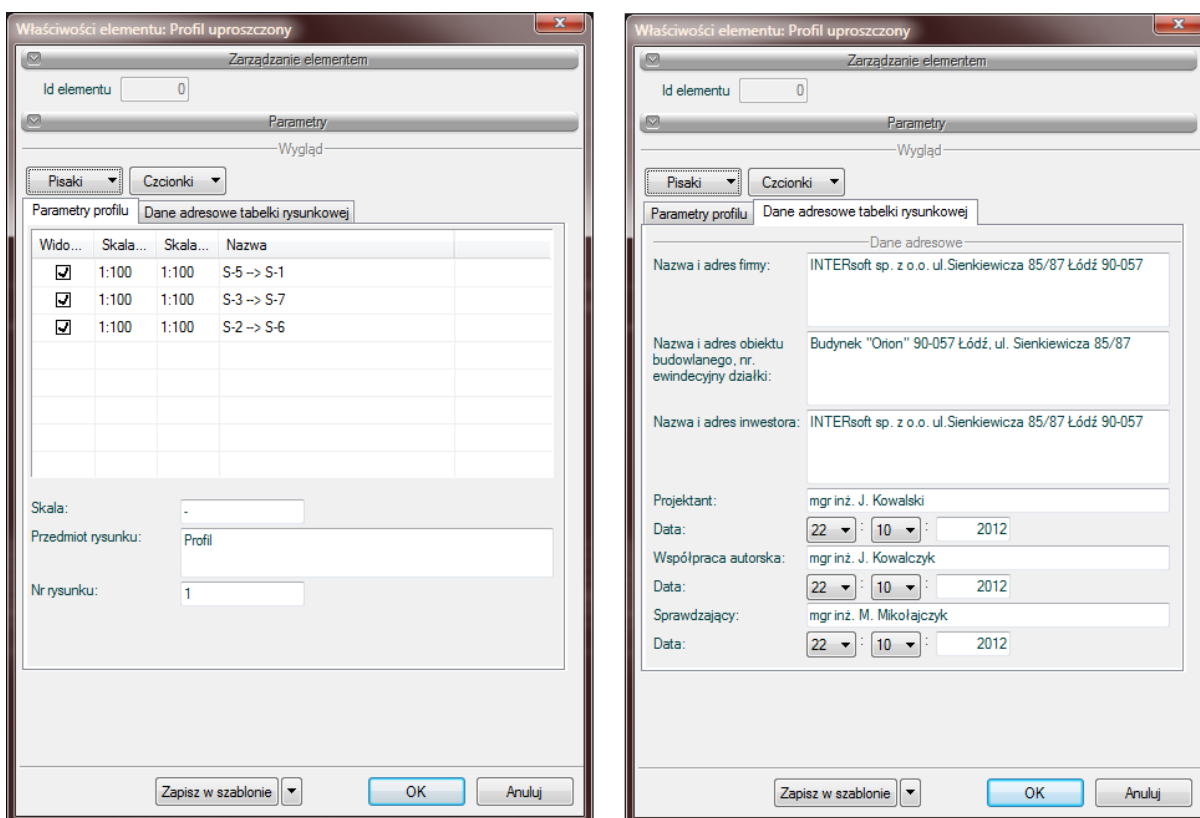 Właściwości elementu: Profil uproszczony
x
Zarządzanie elementem
Id elementu 0
Parametry
Wygląd
Pisaki Czcionki
Parametry profilu Dane adresowe tabelki rysunkowej
Wido... Skala... Skala... Nazwa
1:100 1:100 S-5 --> S-1
1:100 1:100 S-3 --> S-7
1:100 1:100 S-2 --> S-6
Skala: -
Przedmiot rysunku: Profil
Nr rysunku: 1
Zapisz w szablonie OK Anuluj
Właściwości elementu: Profil uproszczony
x
Zarządzanie elementem
Id elementu 0
Parametry
Wygląd
Pisaki Czcionki
Parametry profilu Dane adresowe tabelki rysunkowej
Dane adresowe
Nazwa i adres firmy: INTERsoft sp. z o.o. ul.Sienkiewicza 85/87 Łódź 90-057
Nazwa i adres obiektu Budynek "Orion" 90-057 Łódź, ul. Sienkiewicza 85/87
budowlanego, nr.
ewindecyjny działki:
Nazwa i adres inwestora: INTERsoft sp. z o.o. ul.Sienkiewicza 85/87 Łódź 90-057
Projektant: mgr inż. J. Kowalski
Data: 22 : 10 : 2012
Współpraca autorska: mgr inż. J. Kowalczyk
Data: 22 : 10 : 2012
Sprawdzający: mgr inż. M. Mikołajczyk
Data: 22 : 10 : 2012
Zapisz w szablonie OK Anuluj